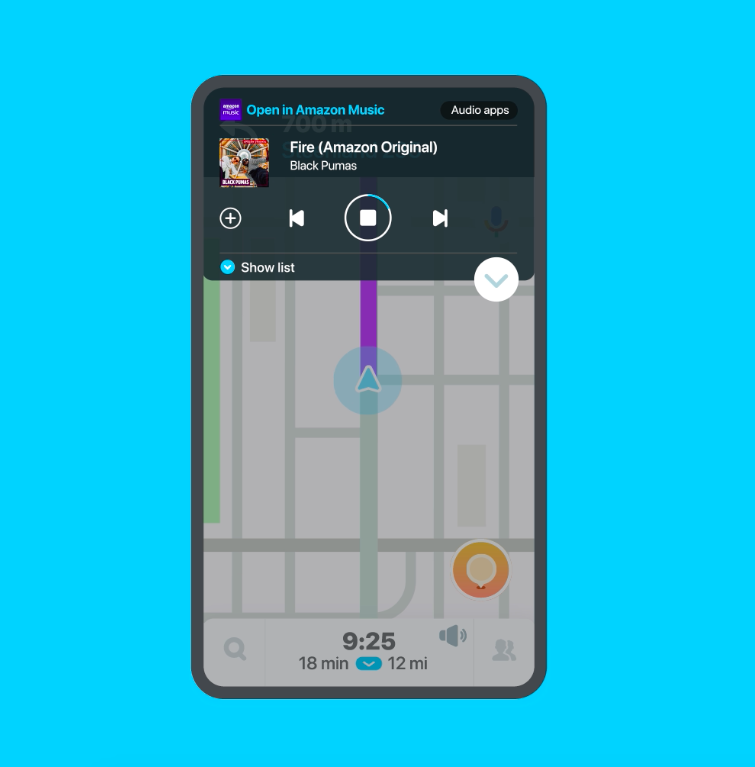 amazon music
Open in Amazon Music
Audio apps
700 m
Fire (Amazon Original)
Black Pumas
BLACK PUMAS
Show list
9:25
18 min
12 mi